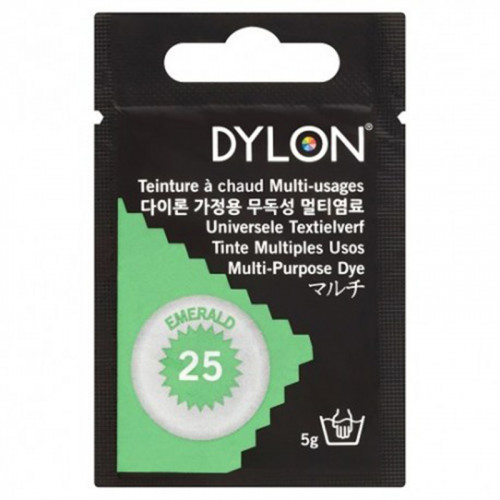 DYLON®
Teinture à chaud Multi-usages
다이론 가정용 무독성 멀티염료
Universele Textielverf
Tinte Multiples Usos
Multi-Purpose Dye
マルチ
EMERALD
25
5g